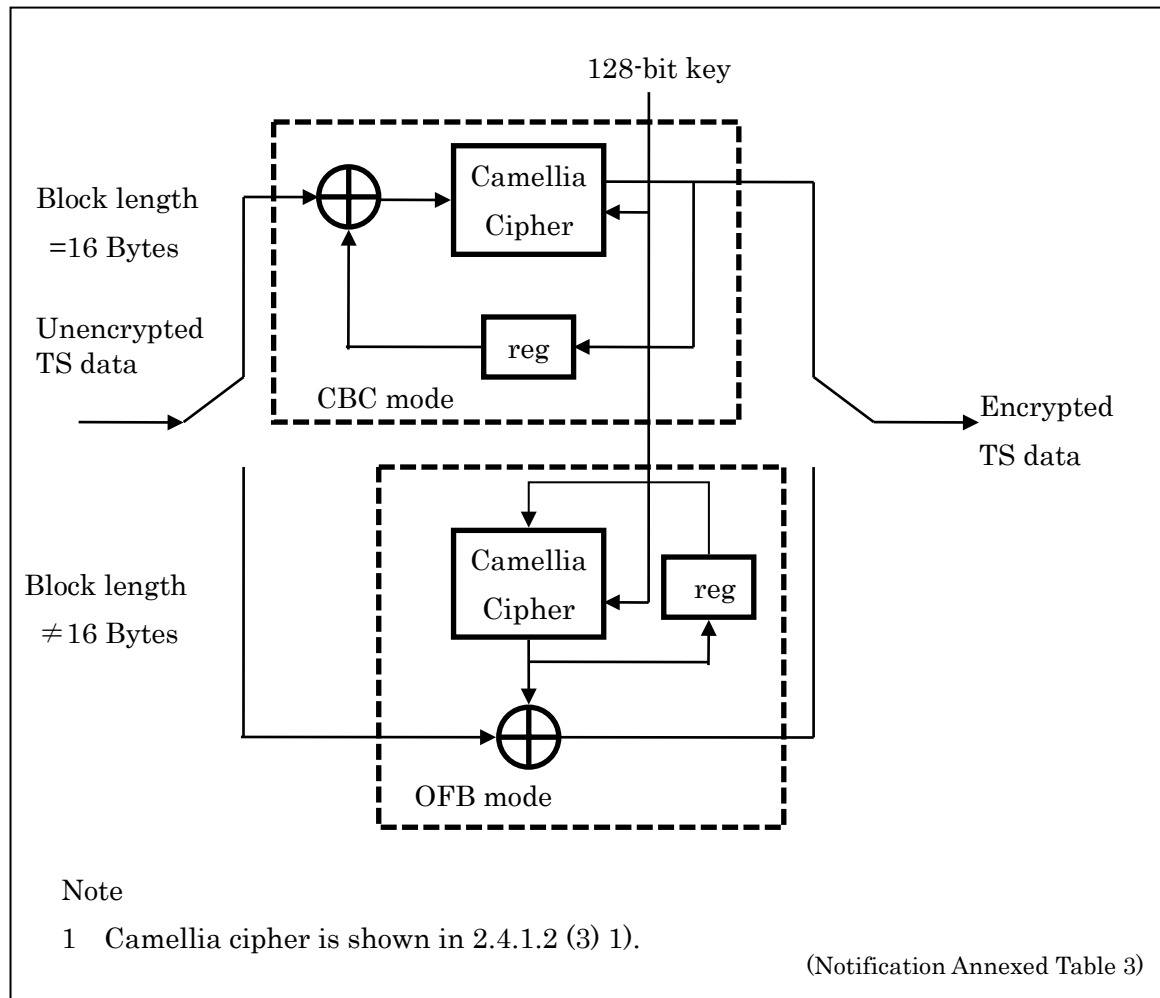 128-bit key
Block length
=16 Bytes
Camellia
Cipher
Unencrypted
TS data
reg
CBC mode
Encrypted
TS data
Block length
≠16 Bytes
Camellia
Cipher
reg
OFB mode
Note
1 Camellia cipher is shown in 2.4.1.2 (3) 1).
(Notification Annexed Table 3)